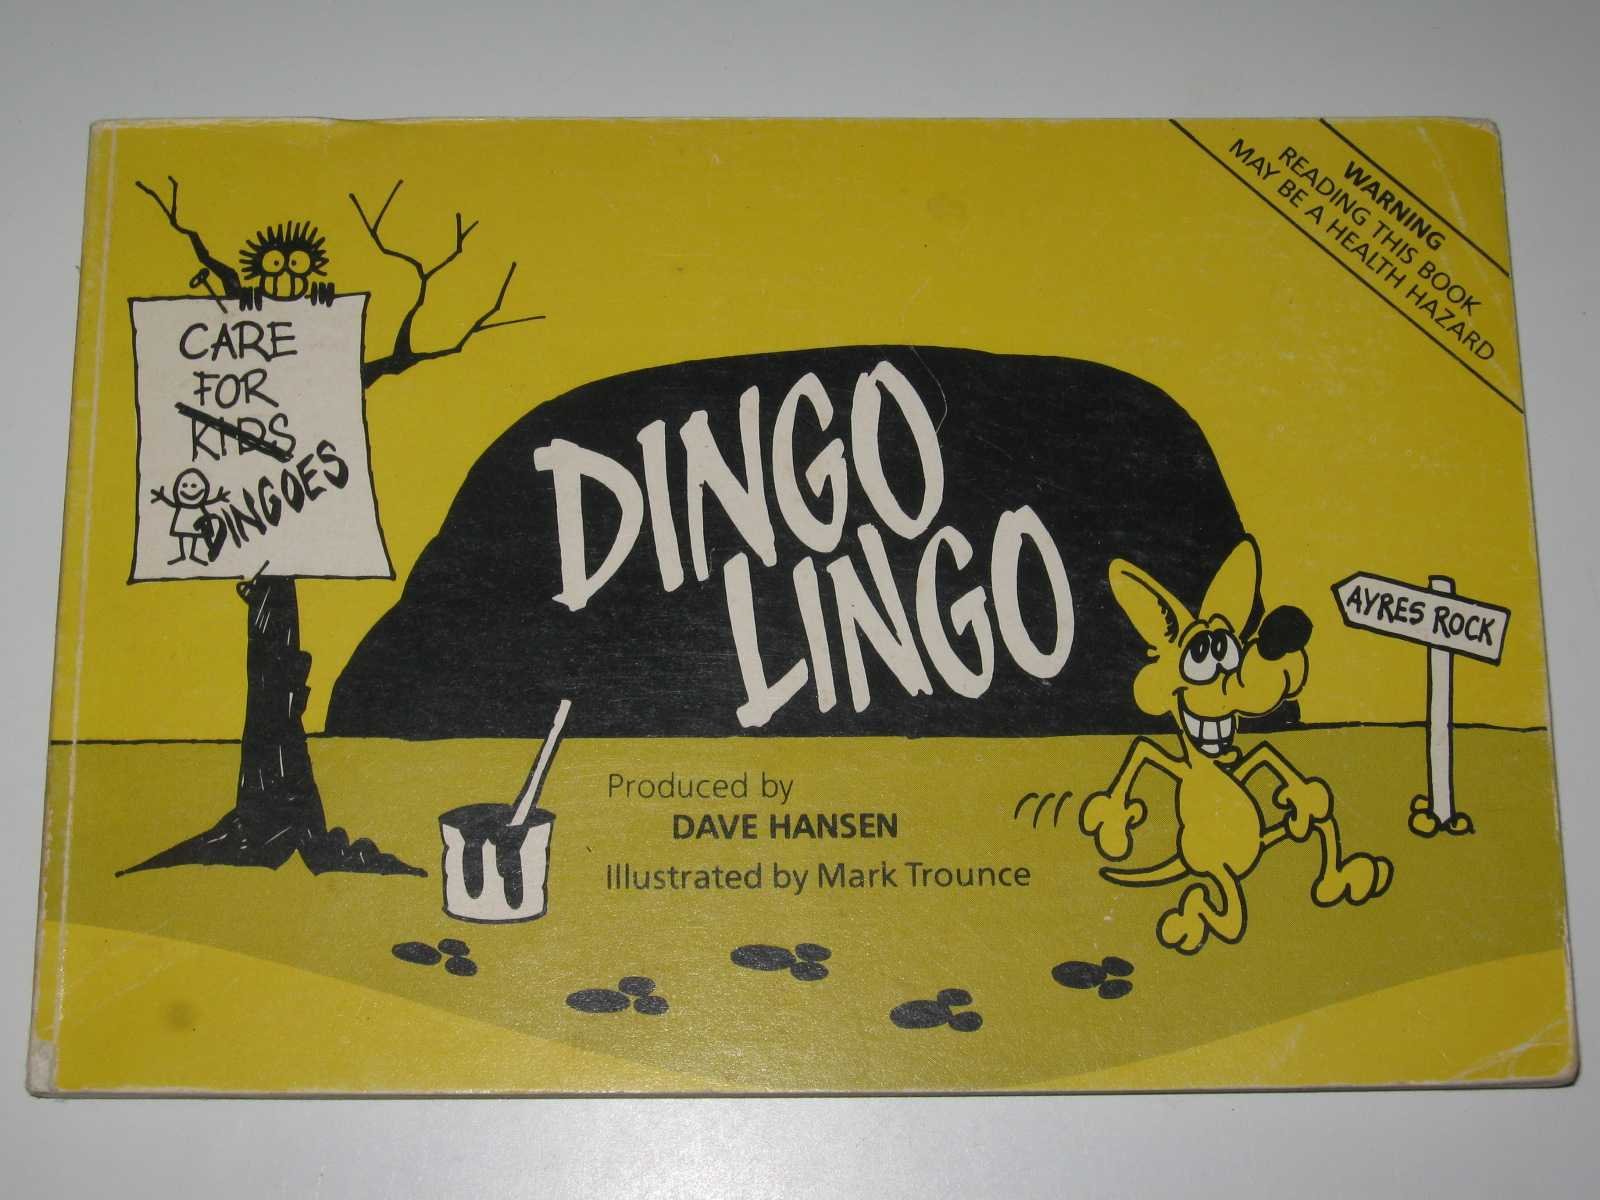 WARNING
READING THIS BOOK
MAY BE A HEALTH HAZARD
CARE
FOR
KIDS
DINGOES
DINGO
LINGO
AYRES ROCK
Produced by
DAVE HANSEN
Illustrated by Mark Trounce